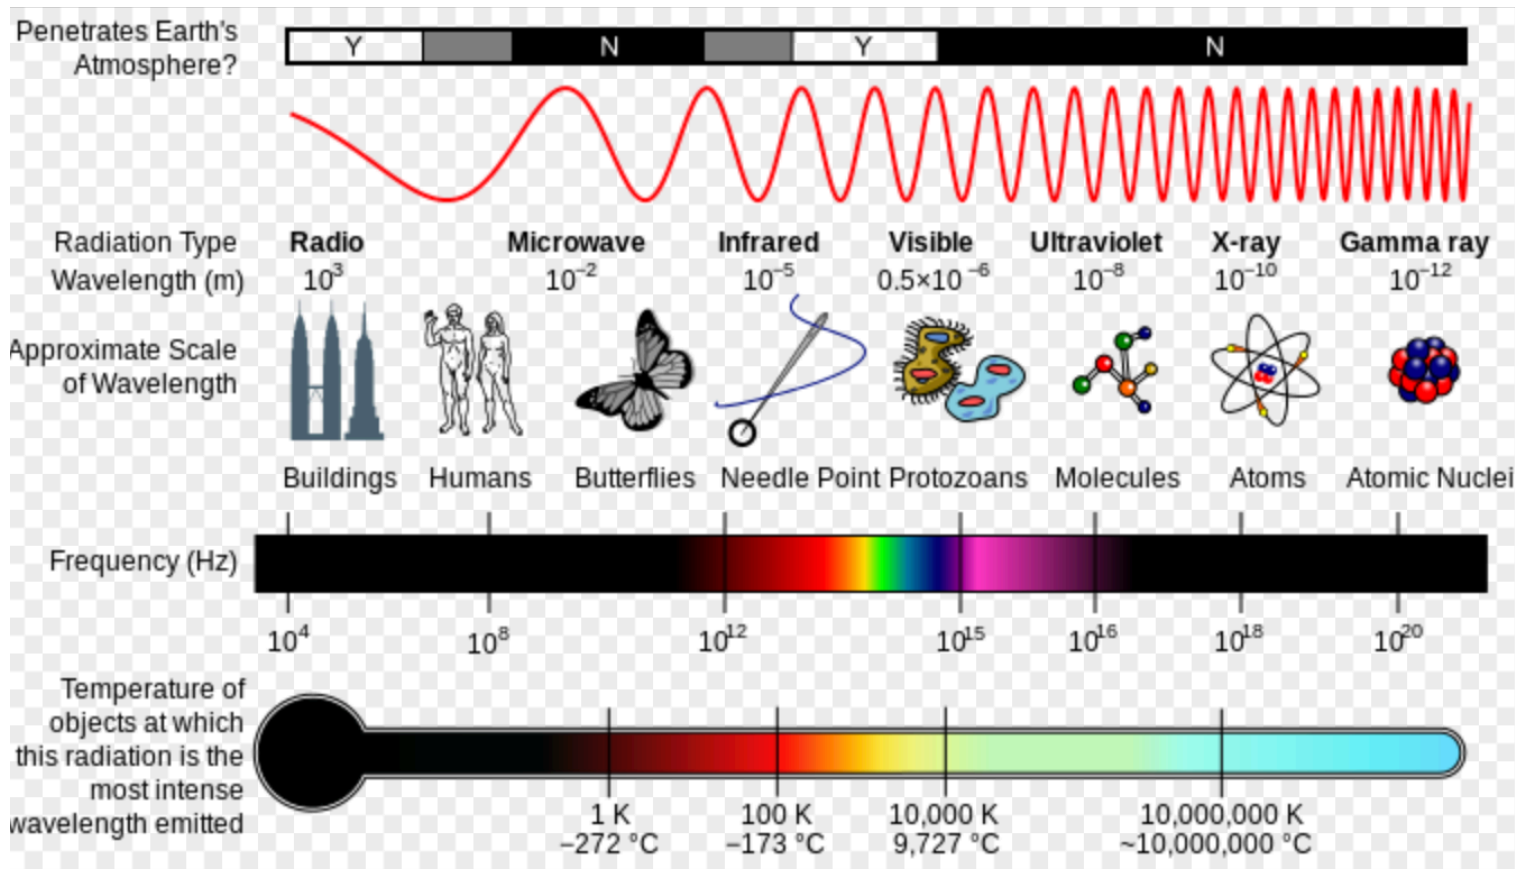 Penetrates Earth's
Atmosphere?
Y N Y N
Radiation Type Radio Microwave Infrared Visible Ultraviolet X-ray Gamma ray
Wavelength (m) 10³ 10⁻² 10⁻⁵ 0.5×10⁻⁶ 10⁻⁸ 10⁻¹⁰ 10⁻¹²
Approximate Scale
of Wavelength
Buildings Humans Butterflies Needle Point Protozoans Molecules Atoms Atomic Nuclei
Frequency (Hz)
10⁴ 10⁸ 10¹² 10¹⁵ 10¹⁶ 10¹⁸ 10²⁰
Temperature of
objects at which
this radiation is the
most intense
wavelength emitted
1 K 100 K 10,000 K 10,000,000 K
−272 °C −173 °C 9,727 °C ~10,000,000 °C